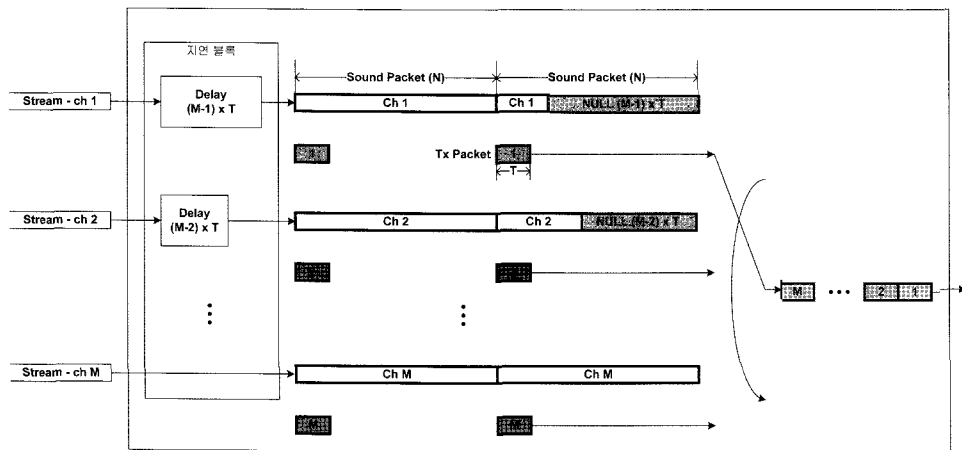 지연 블록
Sound Packet (N)
Sound Packet (N)
Stream - ch 1
Delay
(M-1) x T
Ch 1
Ch 1
NULL (M-1) x T
1
Tx Packet
1
T
Stream - ch 2
Delay
(M-2) x T
Ch 2
Ch 2
NULL (M-2) x T
M
2
1
Stream - ch M
Ch M
Ch M
M